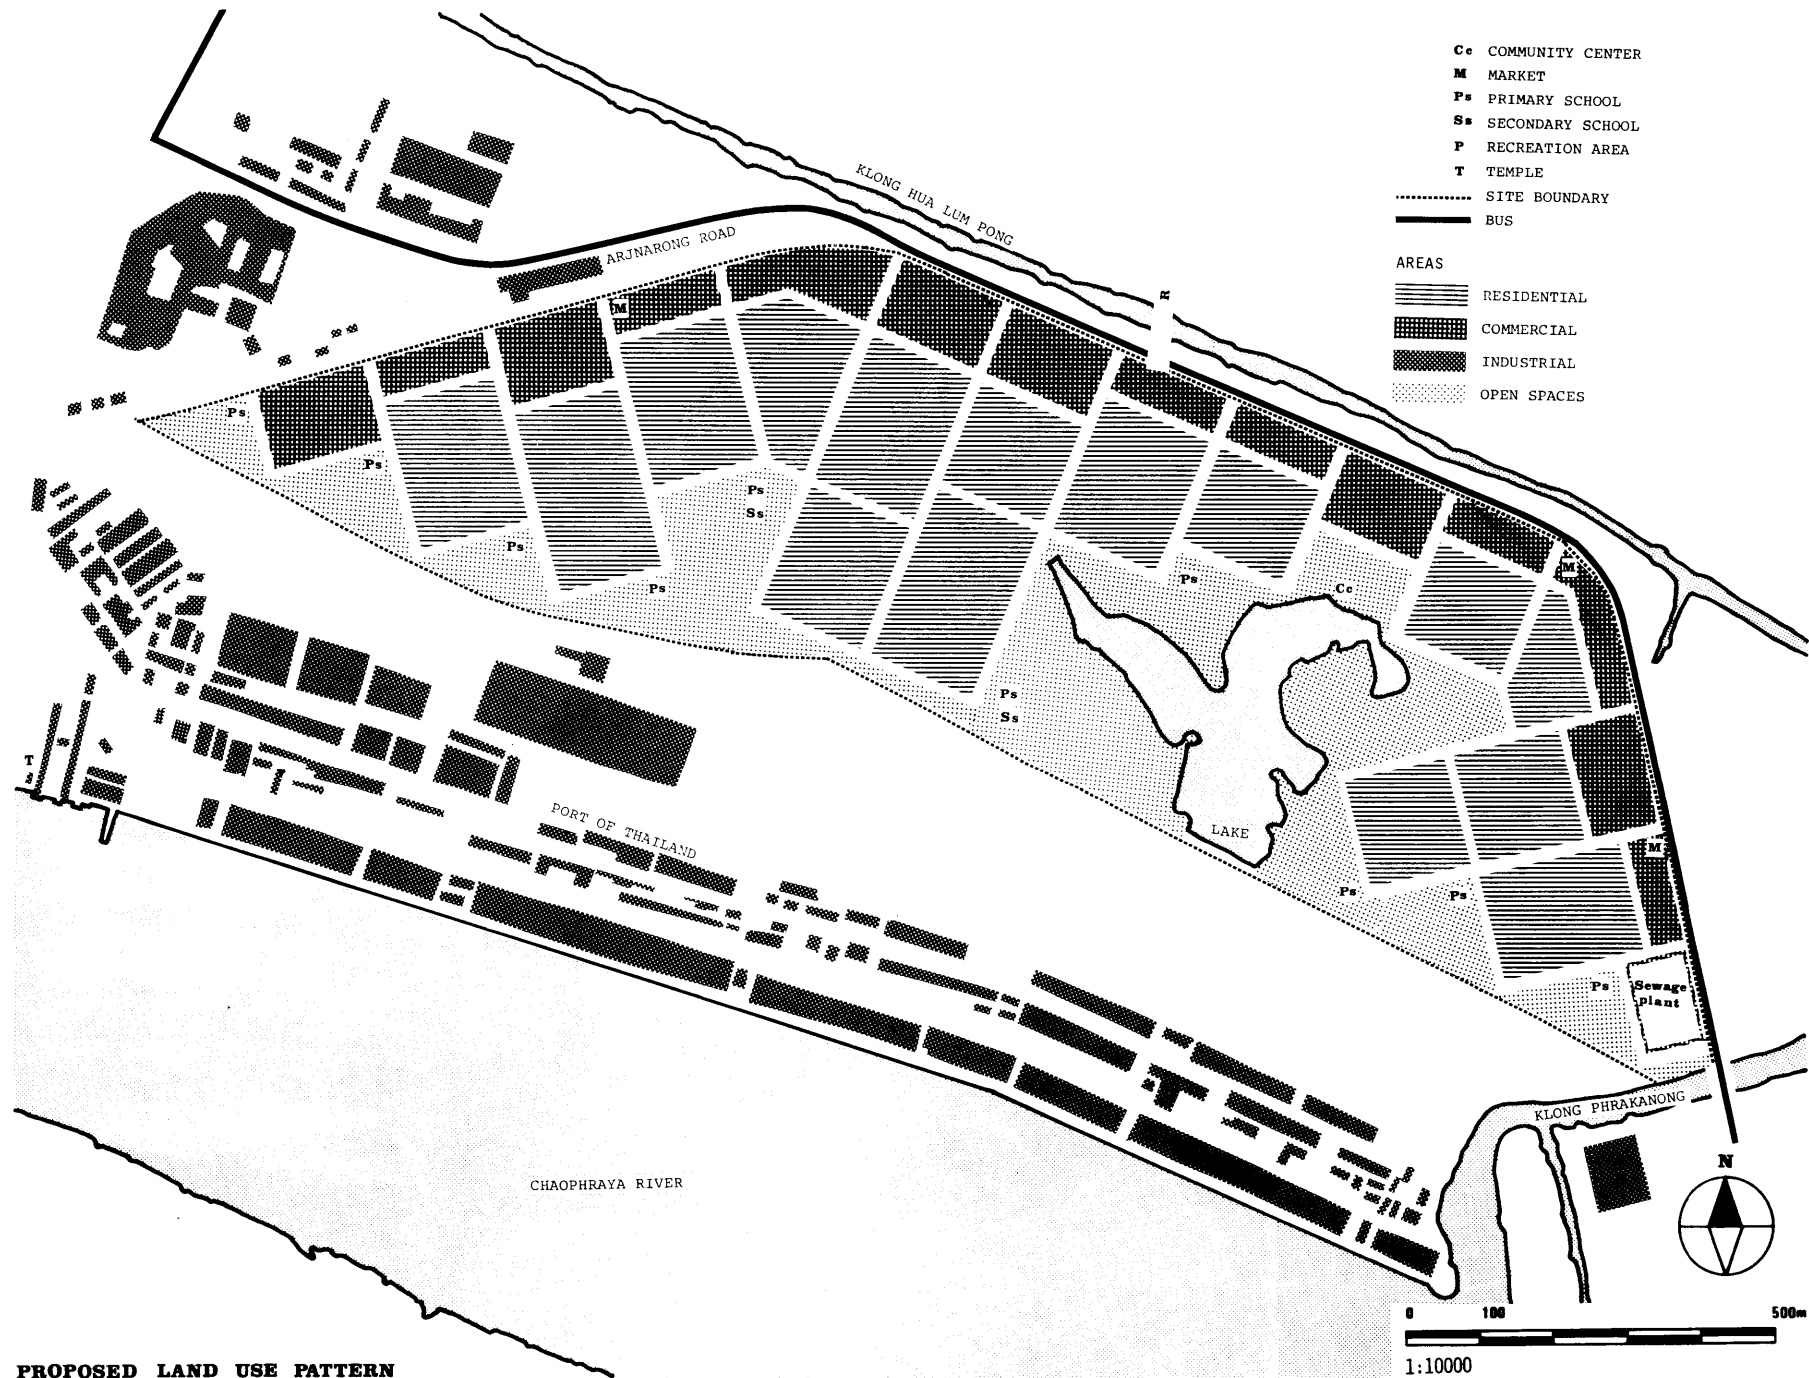 Cc COMMUNITY CENTER
M MARKET
Ps PRIMARY SCHOOL
Ss SECONDARY SCHOOL
P RECREATION AREA
T TEMPLE
SITE BOUNDARY
BUS
AREAS
RESIDENTIAL
COMMERCIAL
INDUSTRIAL
OPEN SPACES
KLONG HUA LUM PONG
ARJNARONG ROAD
R
M
Ps
Ps
Ps
Ss
Ps
Ps
Ps
Cc
M
Ps
Ss
T
PORT OF THAILAND
LAKE
M
Ps
Ps
Ps
Sewage
plant
KLONG PHRAKANONG
CHAOPHRAYA RIVER
N
0 100 500m
1:10000
PROPOSED LAND USE PATTERN